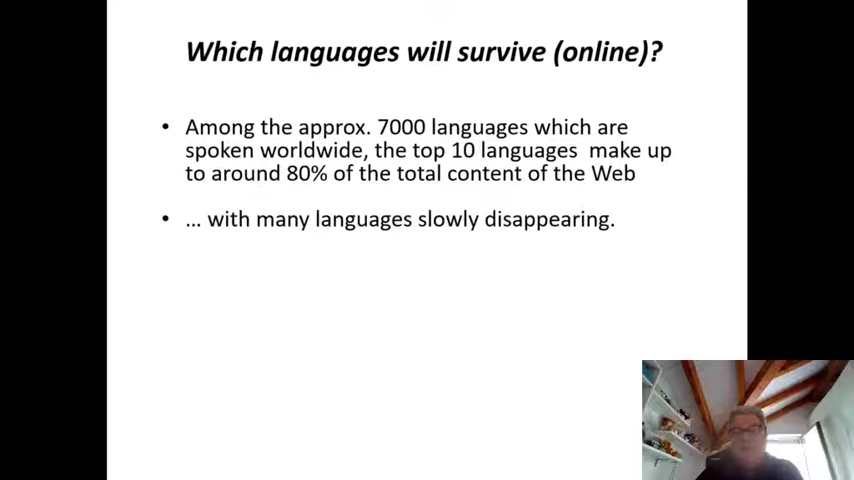 Which languages will survive (online)?
• Among the approx. 7000 languages which are
spoken worldwide, the top 10 languages make up
to around 80% of the total content of the Web
• ... with many languages slowly disappearing.